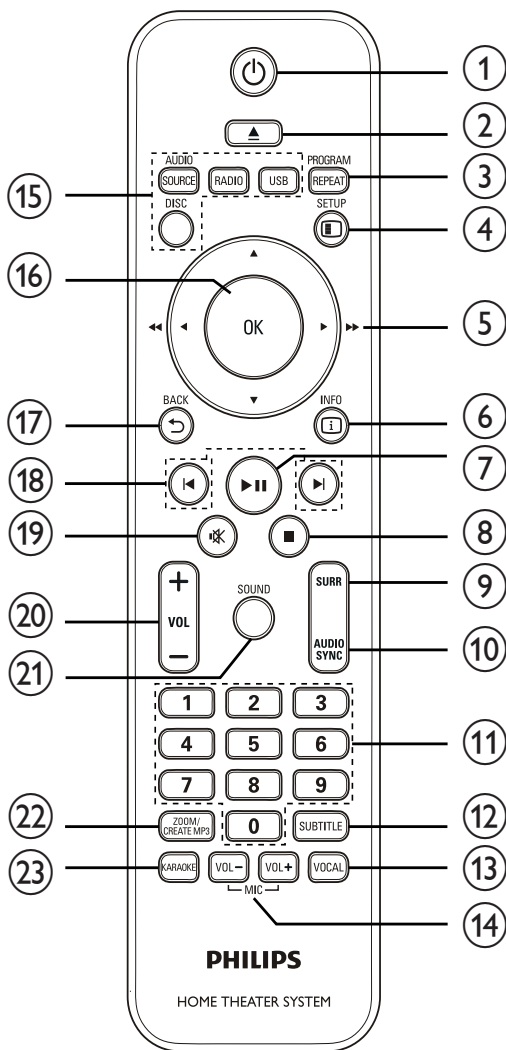 1
2
AUDIO PROGRAM
SOURCE RADIO USB REPEAT
3
15
DISC SETUP
4
16
OK
5
BACK INFO
17
6
i
7
18
19
8
+
SURR
9
VOL
SOUND
20
AUDIO
SYNC
10
−
21
1 2 3
4 5 6
11
7 8 9
22
ZOOM/
CREATE MP3
0
SUBTITLE
12
23
KARAOKE VOL− VOL+ VOCAL
13
MIC
14
PHILIPS
HOME THEATER SYSTEM